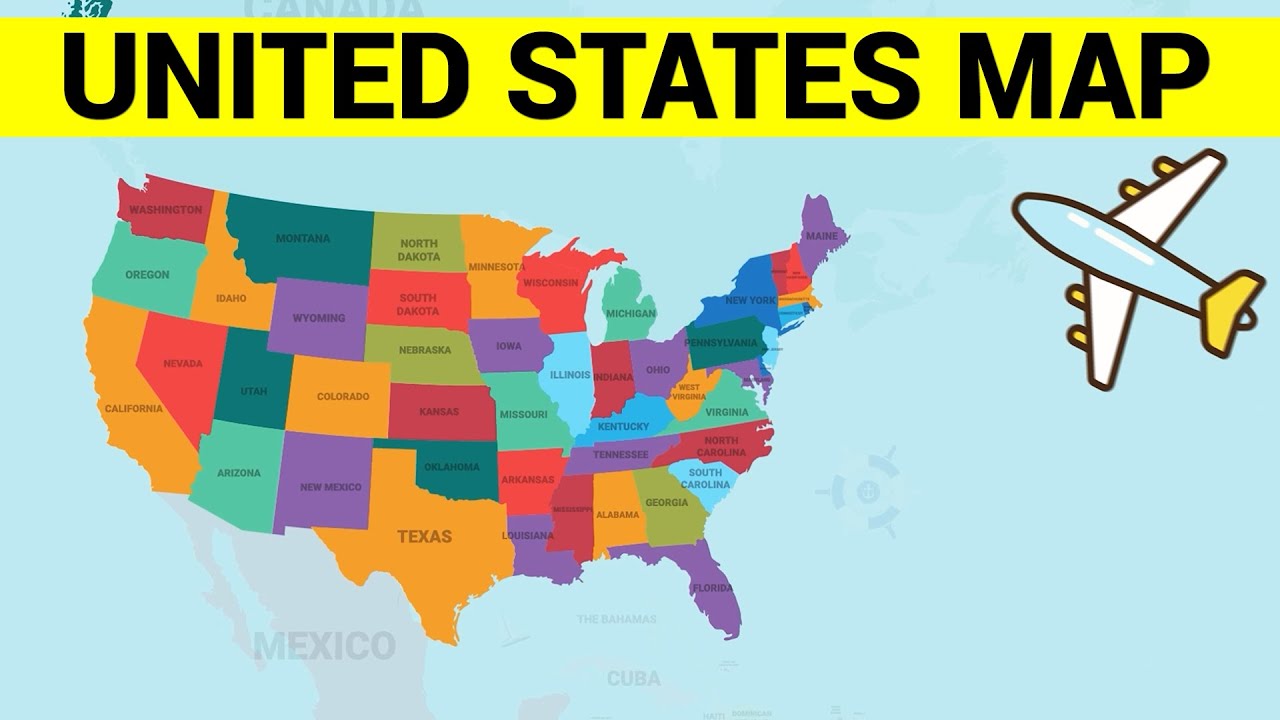 CANADA
UNITED STATES MAP
WASHINGTON
MONTANA
NORTH
DAKOTA
MINNESOTA
MAINE
OREGON
IDAHO
WISCONSIN
SOUTH
DAKOTA
MICHIGAN
NEW YORK
WYOMING
NEBRASKA
IOWA
PENNSYLVANIA
NEVADA
UTAH
COLORADO
ILLINOIS
INDIANA
OHIO
WEST
VIRGINIA
CALIFORNIA
KANSAS
MISSOURI
KENTUCKY
VIRGINIA
NORTH
CAROLINA
TENNESSEE
ARIZONA
NEW MEXICO
OKLAHOMA
ARKANSAS
SOUTH
CAROLINA
MISSISSIPPI
ALABAMA
GEORGIA
TEXAS
LOUISIANA
FLORIDA
THE BAHAMAS
MEXICO
CUBA
HAITI
DOMINICAN